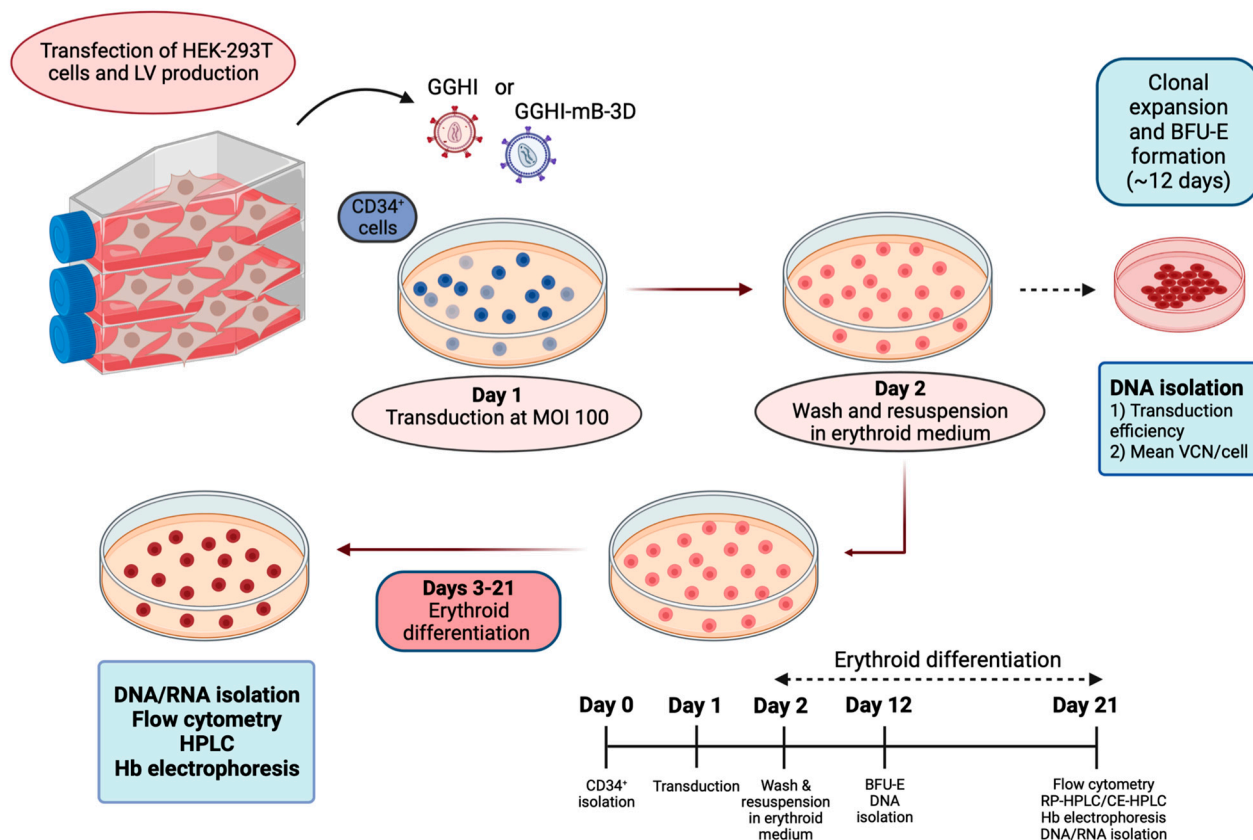 Transfection of HEK-293T
cells and LV production
GGHI or
GGHI-mB-3D
Clonal
expansion
and BFU-E
formation
(~12 days)
CD34⁺
cells
Day 1
Transduction at MOI 100
Day 2
Wash and resuspension
in erythroid medium
DNA isolation
1) Transduction
efficiency
2) Mean VCN/cell
Days 3-21
Erythroid
differentiation
DNA/RNA isolation
Flow cytometry
HPLC
Hb electrophoresis
Erythroid differentiation
Day 0 Day 1 Day 2 Day 12 Day 21
CD34⁺
isolation
Transduction
Wash &
resuspension
in erythroid
medium
BFU-E
DNA
isolation
Flow cytometry
RP-HPLC/CE-HPLC
Hb electrophoresis
DNA/RNA isolation